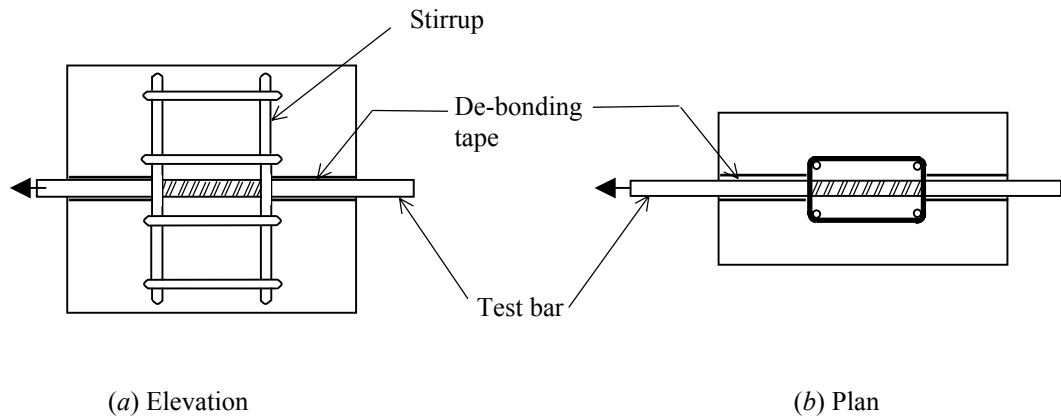 Stirrup
De-bonding
tape
Test bar
(a) Elevation
(b) Plan